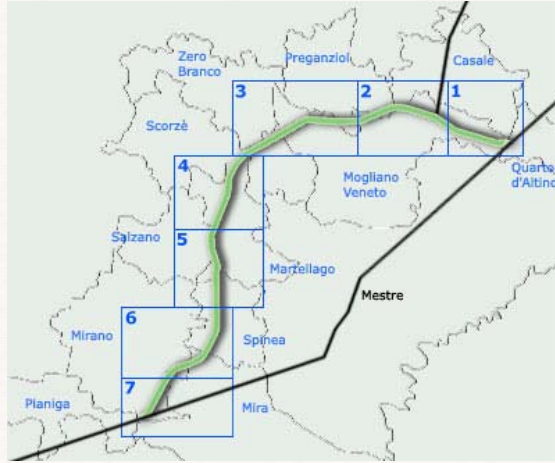 Zero
Branco
Preganziol
Casale
3
2
1
Scorzè
4
Mogliano
Veneto
Quarto
d'Altino
Salzano
5
Martellago
Mestre
6
Mirano
Spinea
7
Pianiga
Mira